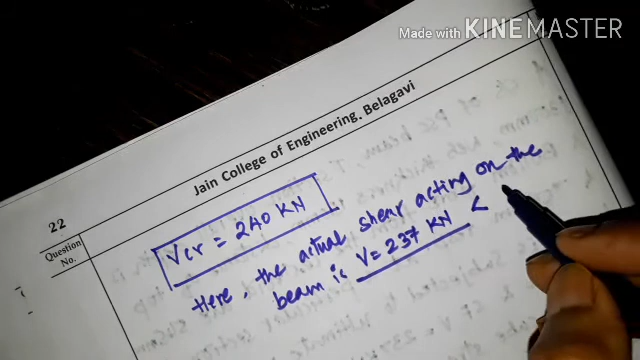 Made with KINEMASTER
Jain College of Engineering, Belagavi
22
Question
No.
Vcr = 240 KN
Here, the actual shear acting on the
beam is V = 237 KN <